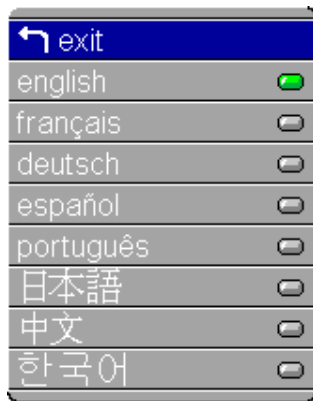 exit
english
français
deutsch
español
português
日本語
中文
한국어